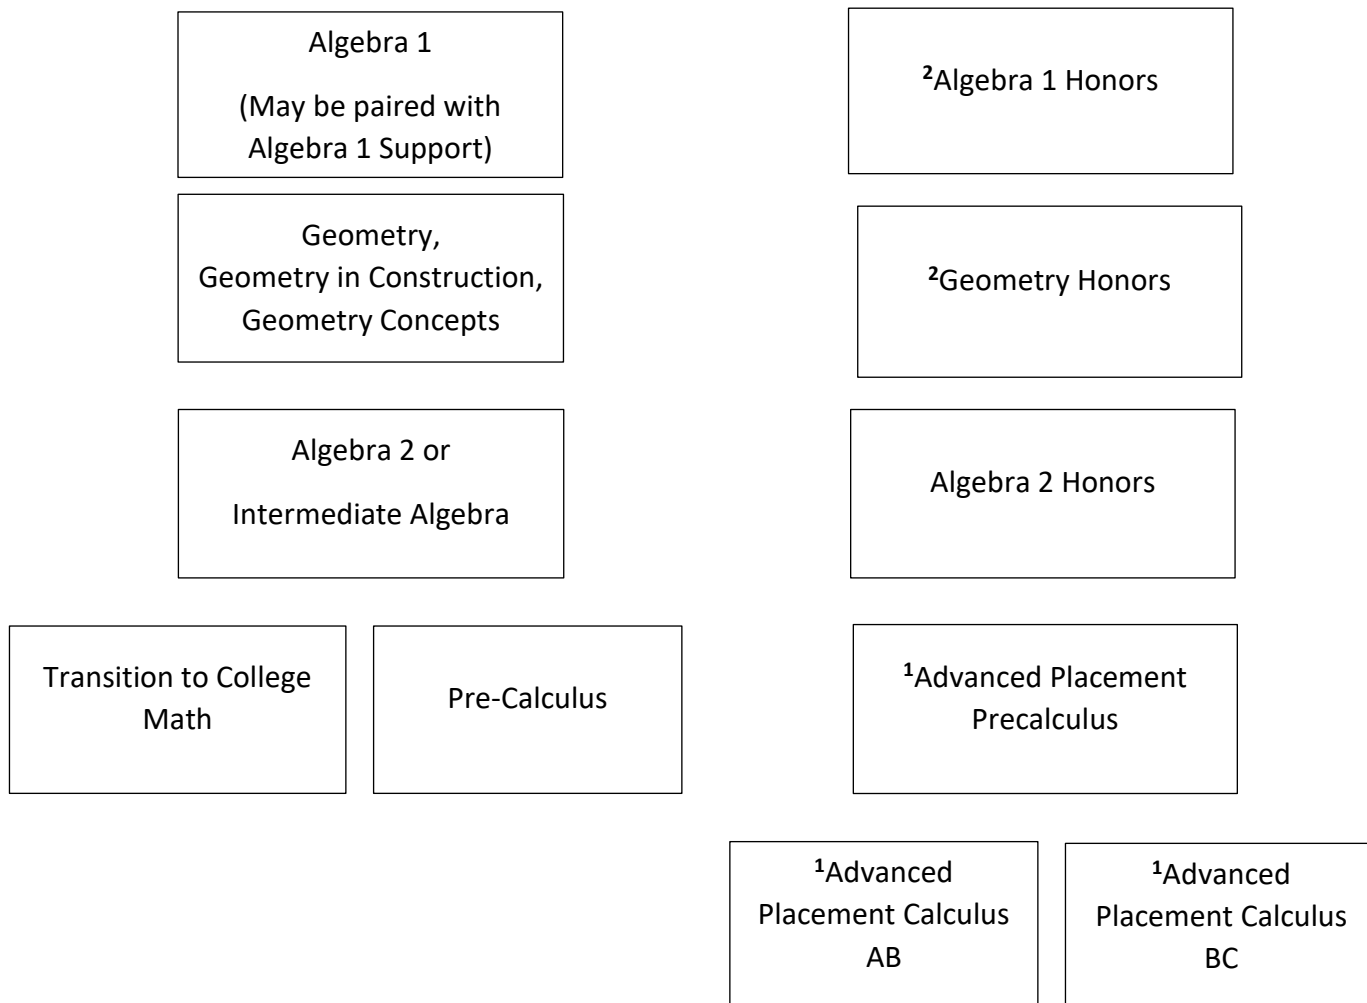 Algebra 1
(May be paired with
Algebra 1 Support)
²Algebra 1 Honors
Geometry,
Geometry in Construction,
Geometry Concepts
²Geometry Honors
Algebra 2 or
Intermediate Algebra
Algebra 2 Honors
Transition to College
Math
Pre-Calculus
¹Advanced Placement
Precalculus
¹Advanced
Placement Calculus
AB
¹Advanced
Placement Calculus
BC